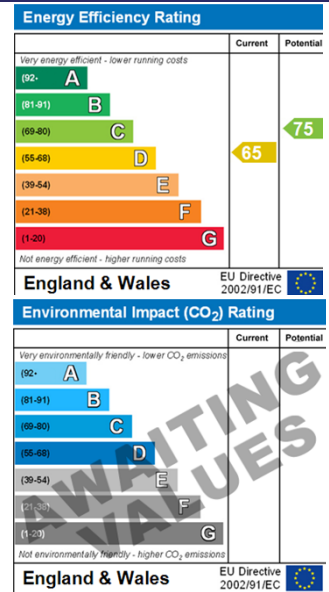 Energy Efficiency Rating
Current Potential
Very energy efficient - lower running costs
(92- A
(81-91) B
(69-80) C
75
(55-68) D
65
(39-54) E
(21-38) F
(1-20) G
Not energy efficient - higher running costs
England & Wales
EU Directive
2002/91/EC
Environmental Impact (CO2) Rating
Current Potential
Very environmentally friendly - lower CO2 emissions
(92- A
(81-91) B
(69-80) C
(55-68) D
(39-54) E
(21-38) F
(1-20) G
AWAITING
VALUES
Not environmentally friendly - higher CO2 emissions
England & Wales
EU Directive
2002/91/EC